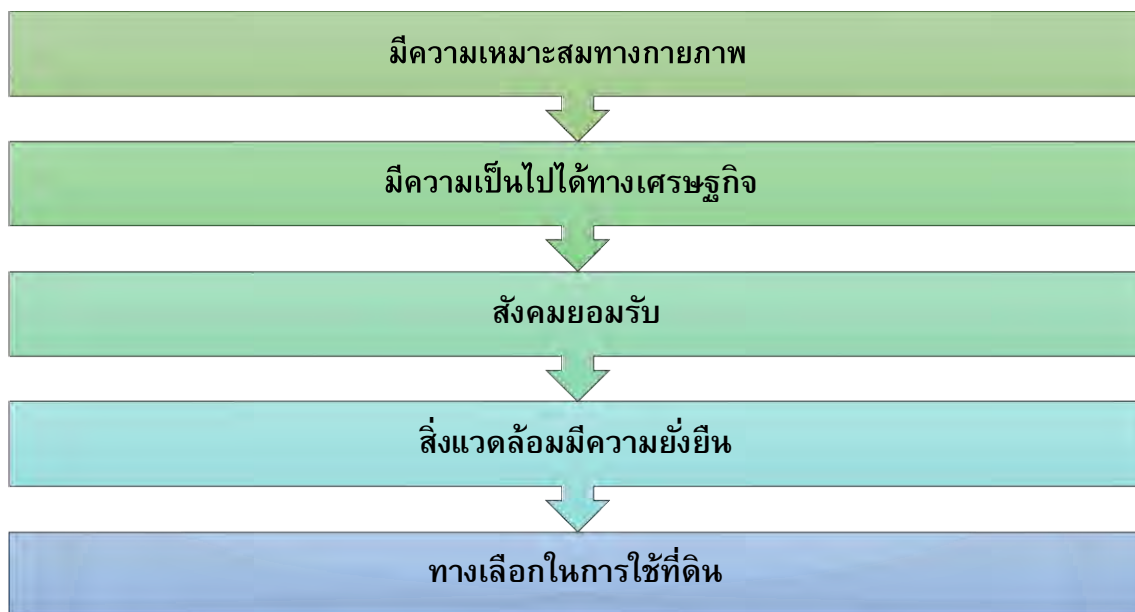 มีความเหมาะสมทางกายภาพ
มีความเป็นไปได้ทางเศรษฐกิจ
สังคมยอมรับ
สิ่งแวดล้อมมีความยั่งยืน
ทางเลือกในการใช้ที่ดิน